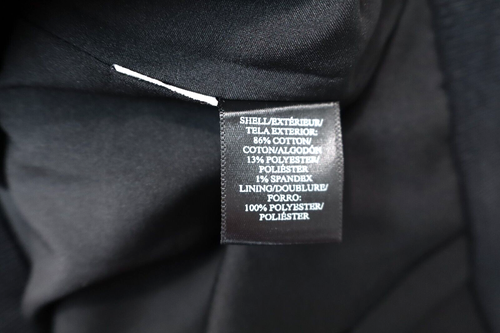 SHELL/EXTÉRIEUR/
TELA EXTERIOR:
86% COTTON/
COTON/ALGODÓN
13% POLYESTER/
POLIÉSTER
1% SPANDEX
LINING/DOUBLURE/
FORRO:
100% POLYESTER/
POLIÉSTER